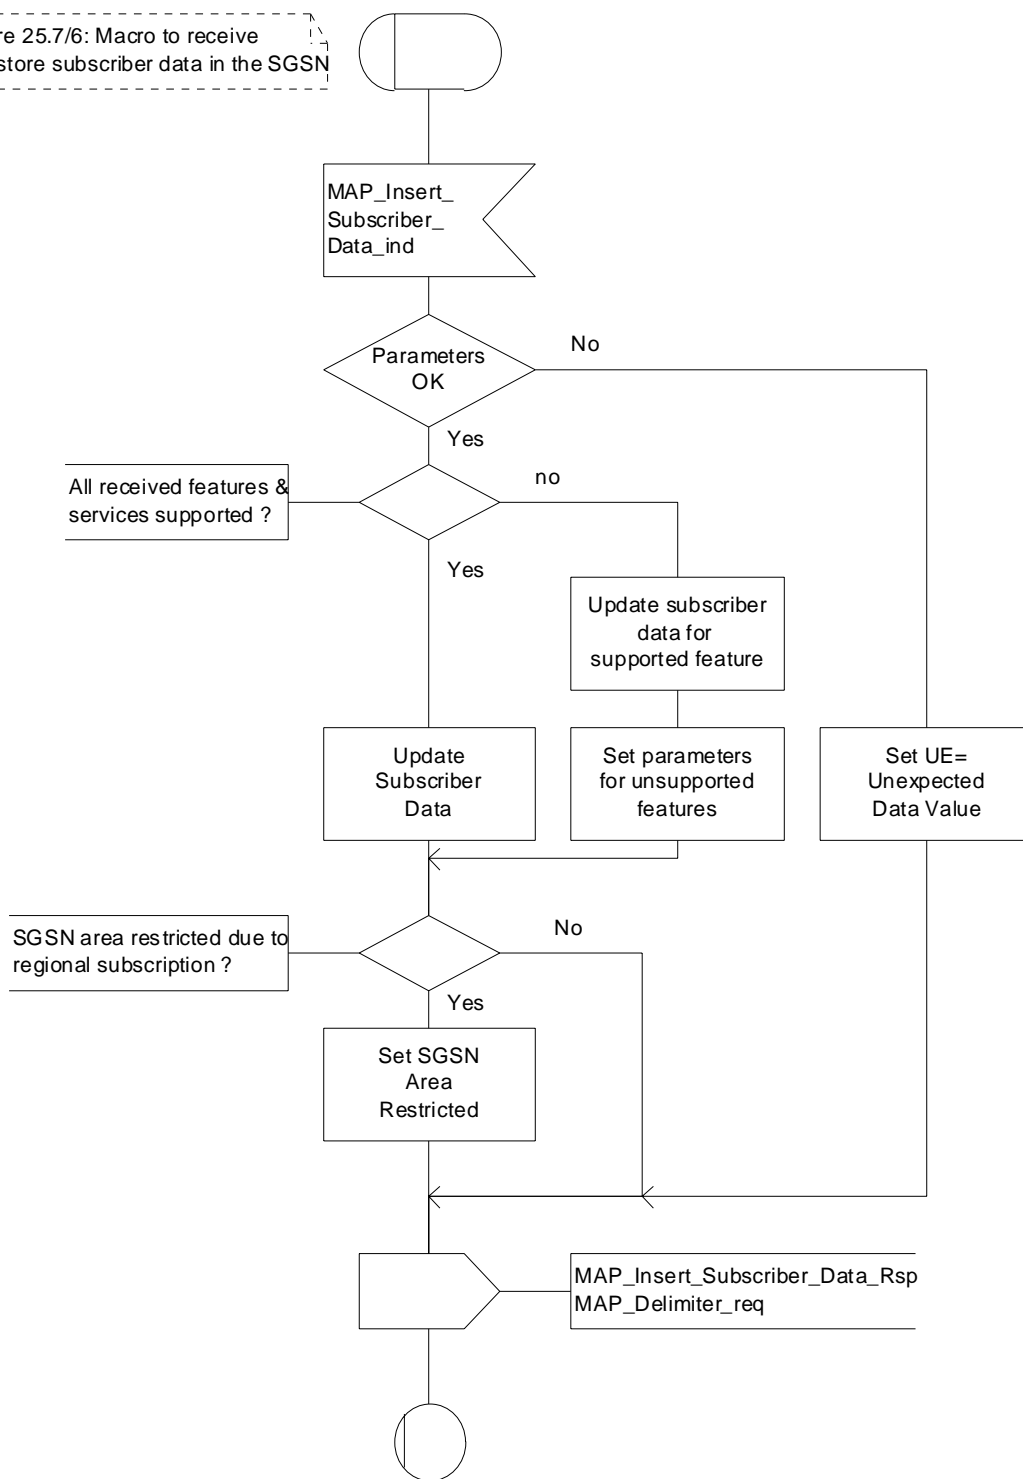 re 25.7/6: Macro to receive
store subscriber data in the SGSN
MAP_Insert_
Subscriber_
Data_ind
Parameters
OK
No
Yes
All received features &
services supported ?
no
Yes
Update subscriber
data for
supported feature
Update
Subscriber
Data
Set parameters
for unsupported
features
Set UE=
Unexpected
Data Value
SGSN area restricted due to
regional subscription ?
No
Yes
Set SGSN
Area
Restricted
MAP_Insert_Subscriber_Data_Rsp
MAP_Delimiter_req